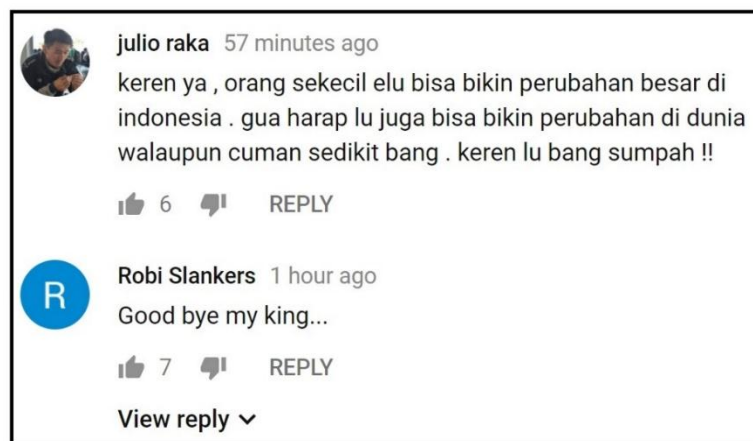 julio raka 57 minutes ago
keren ya , orang sekecil elu bisa bikin perubahan besar di
indonesia . gua harap lu juga bisa bikin perubahan di dunia
walaupun cuman sedikit bang . keren lu bang sumpah !!
6 REPLY
R
Robi Slankers 1 hour ago
Good bye my king...
7 REPLY
View reply